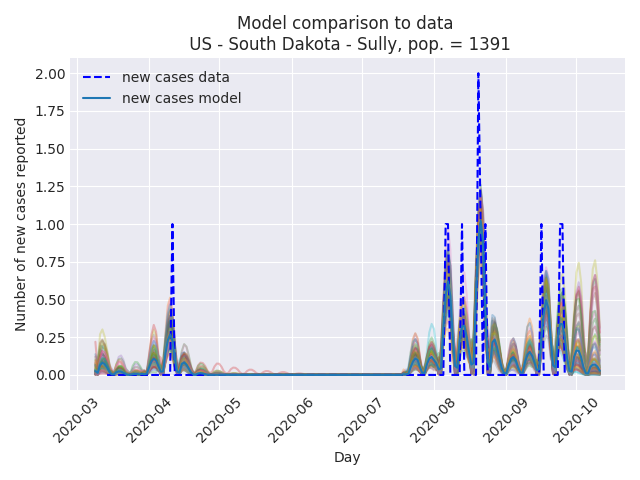 Model comparison to data
US - South Dakota - Sully, pop. = 1391
new cases data
new cases model
Number of new cases reported
2.00
1.75
1.50
1.25
1.00
0.75
0.50
0.25
0.00
2020-03
2020-04
2020-05
2020-06
2020-07
2020-08
2020-09
2020-10
Day